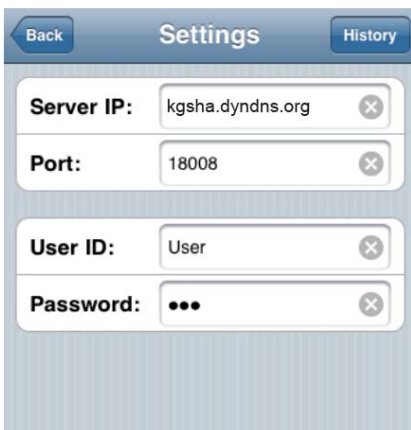 Back Settings History
Server IP: kgsha.dyndns.org
Port: 18008
User ID: User
Password: •••